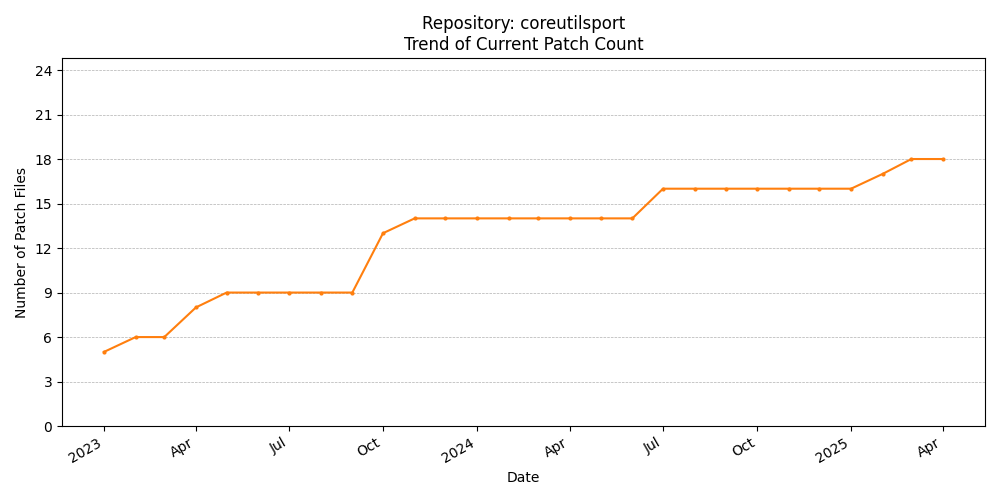 Repository: coreutilsport
Trend of Current Patch Count
Number of Patch Files
24
21
18
15
12
9
6
3
0
2023
Apr
Jul
Oct
2024
Apr
Jul
Oct
2025
Apr
Date